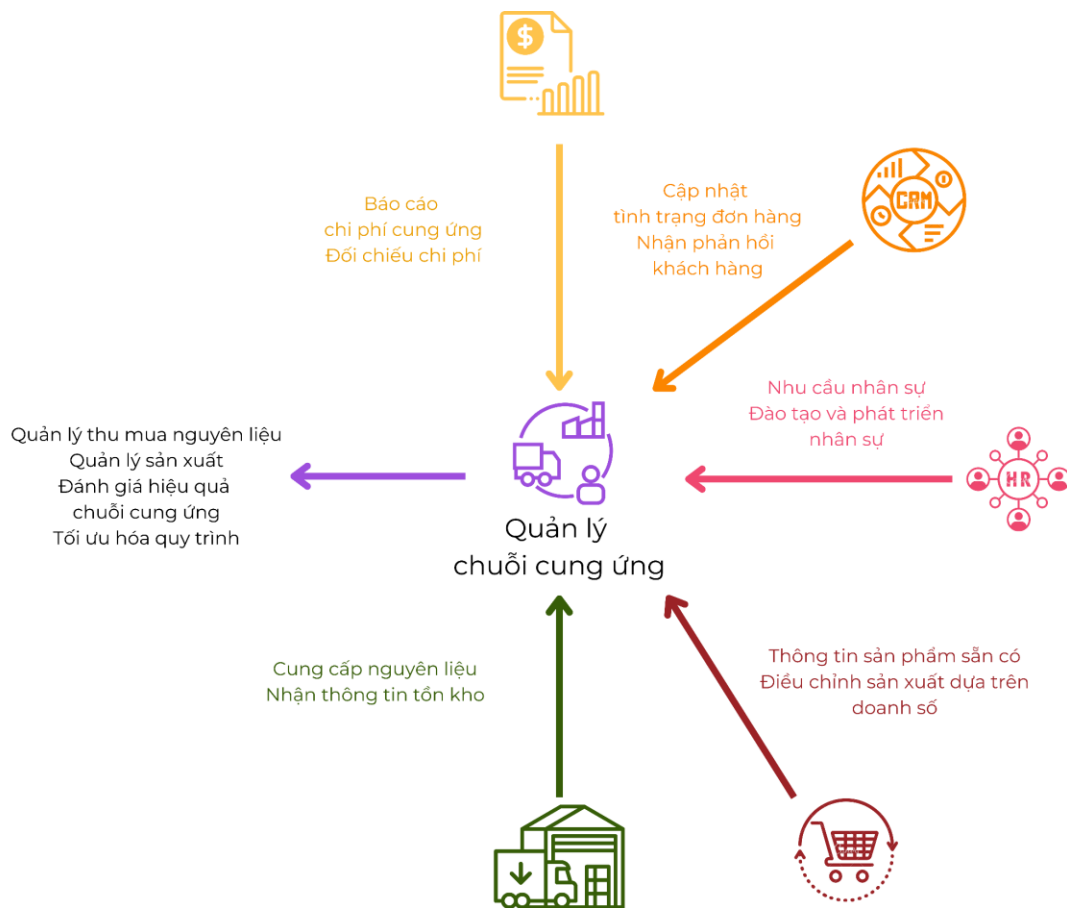 $
Báo cáo
chi phí cung ứng
Đối chiếu chi phí
Cập nhật
tình trạng đơn hàng
Nhận phản hồi
khách hàng
CRM
Nhu cầu nhân sự
Đào tạo và phát triển
nhân sự
HR
Quản lý thu mua nguyên liệu
Quản lý sản xuất
Đánh giá hiệu quả
chuỗi cung ứng
Tối ưu hóa quy trình
Quản lý
chuỗi cung ứng
Cung cấp nguyên liệu
Nhận thông tin tồn kho
Thông tin sản phẩm sẵn có
Điều chỉnh sản xuất dựa trên
doanh số